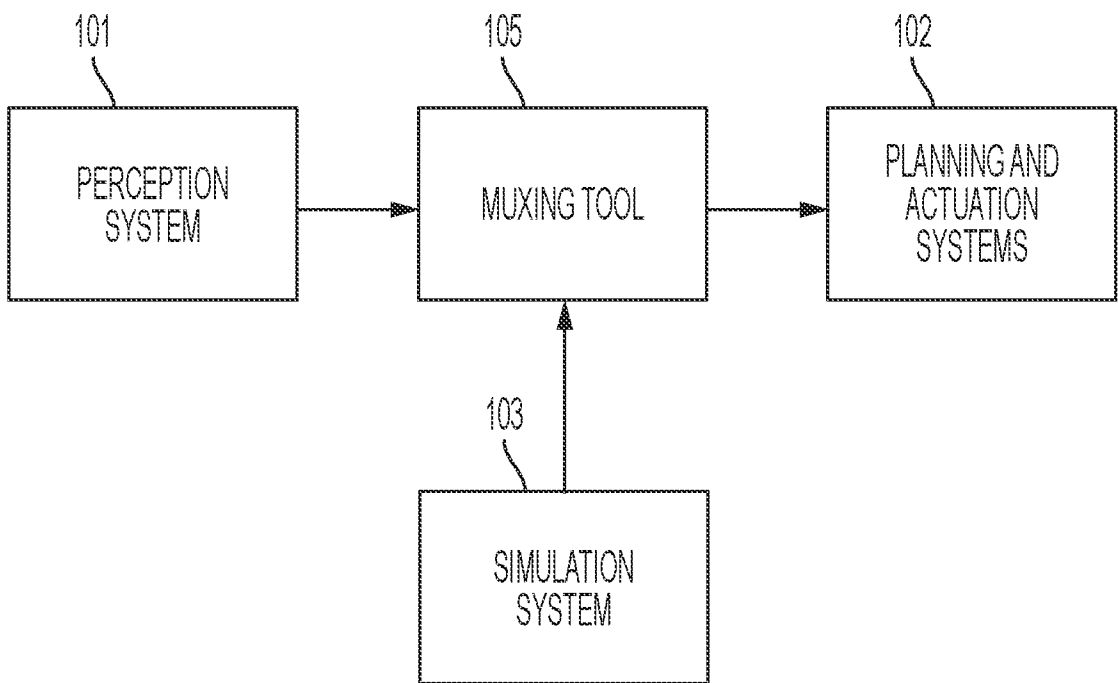 101
105
102
PERCEPTION
SYSTEM
MUXING TOOL
PLANNING AND
ACTUATION
SYSTEMS
103
SIMULATION
SYSTEM